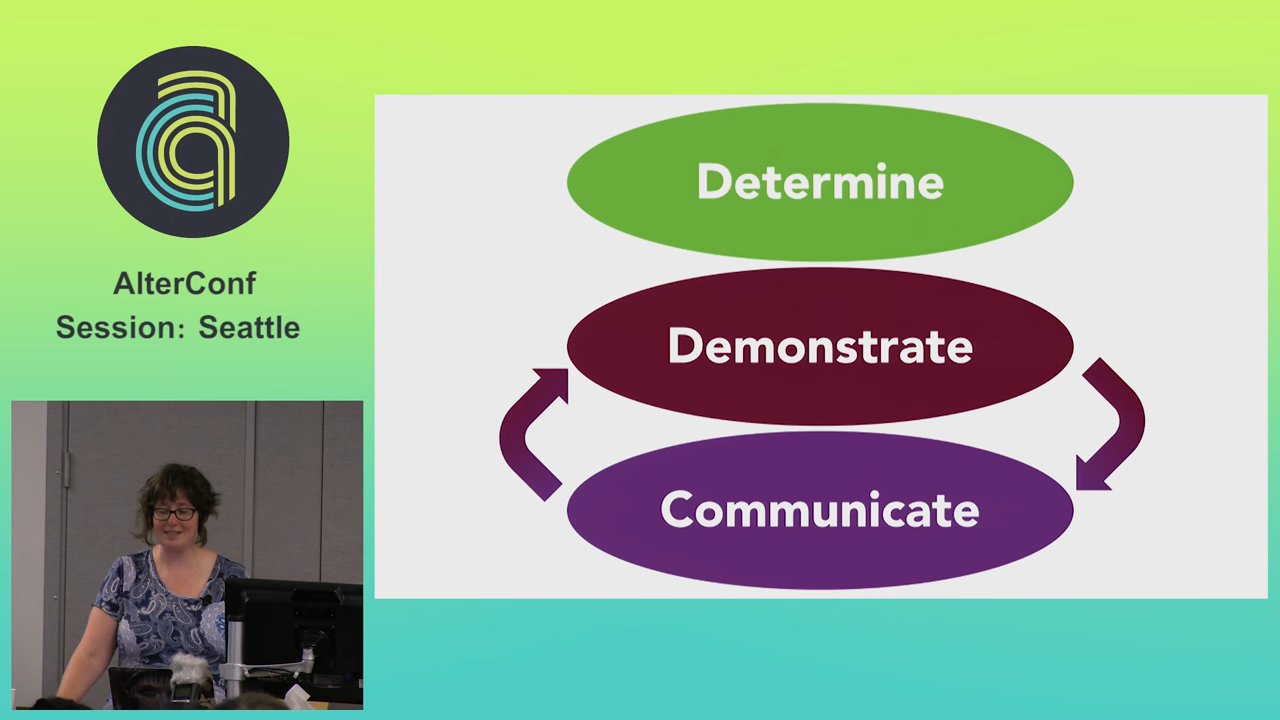 AlterConf
Session: Seattle
Determine
Demonstrate
Communicate